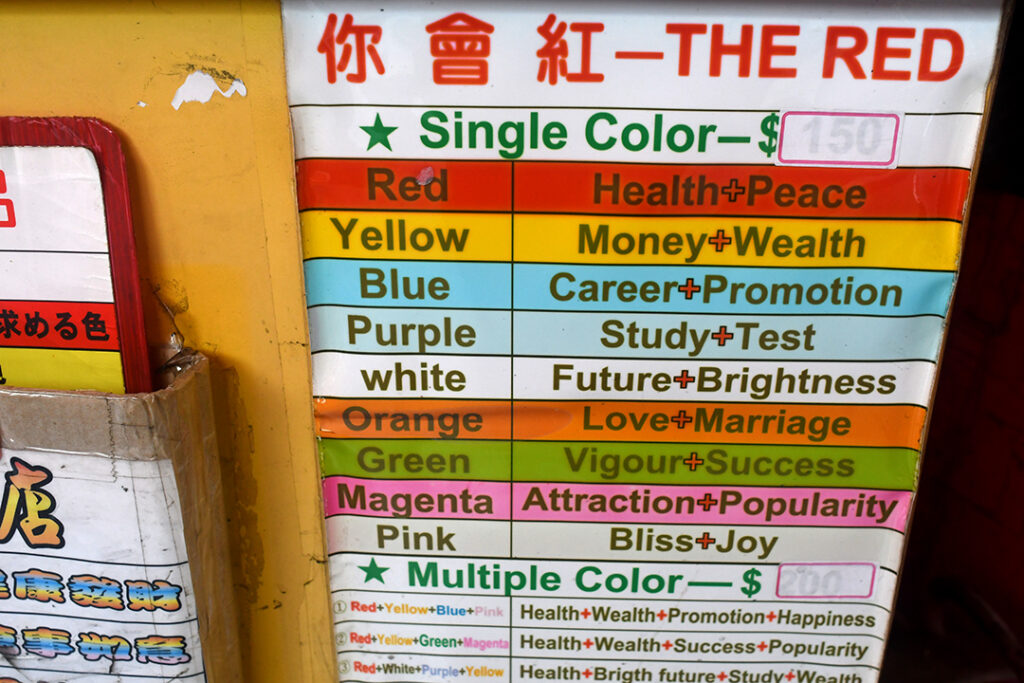 你會紅—THE RED
★ Single Color—$ 150
Red Health+Peace
Yellow Money+Wealth
Blue Career+Promotion
Purple Study+Test
white Future+Brightness
Orange Love+Marriage
Green Vigour+Success
Magenta Attraction+Popularity
Pink Bliss+Joy
★ Multiple Color—$ 200
① Red+Yellow+Blue+Pink Health+Wealth+Promotion+Happiness
② Red+Yellow+Green+Magenta Health+Wealth+Success+Popularity
③ Red+White+Purple+Yellow Health+Brigth future+Study+Wealth
求める色
店
康發財
事如意